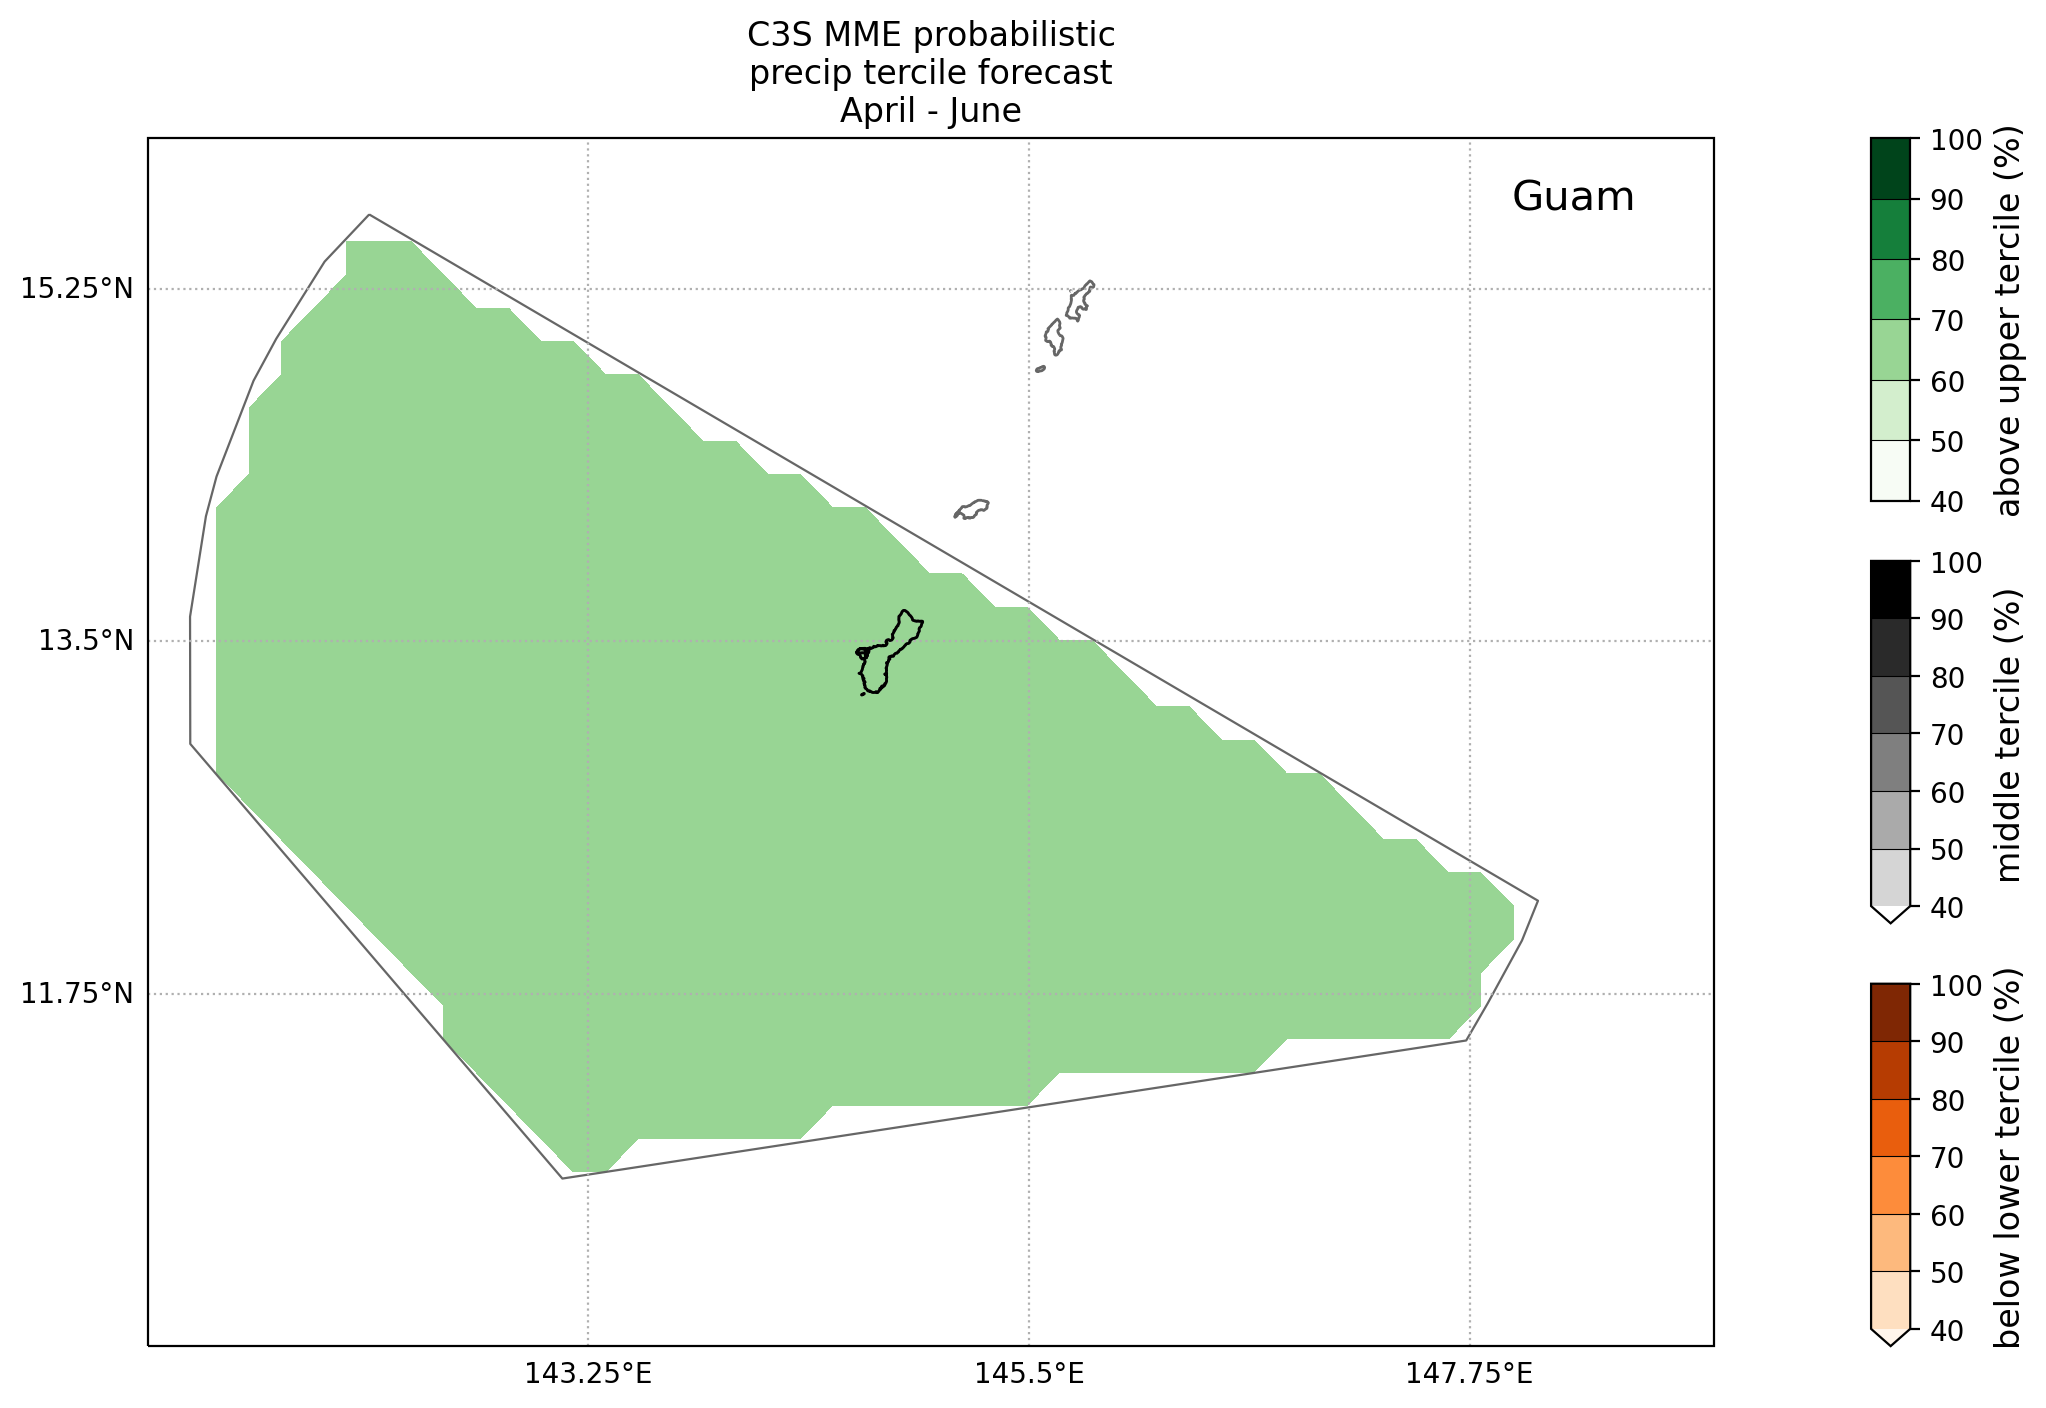 C3S MME probabilistic
precip tercile forecast
April - June
Guam
15.25°N
13.5°N
11.75°N
143.25°E
145.5°E
147.75°E
100
90
80
70
60
50
40
above upper tercile (%)
100
90
80
70
60
50
40
middle tercile (%)
100
90
80
70
60
50
40
below lower tercile (%)